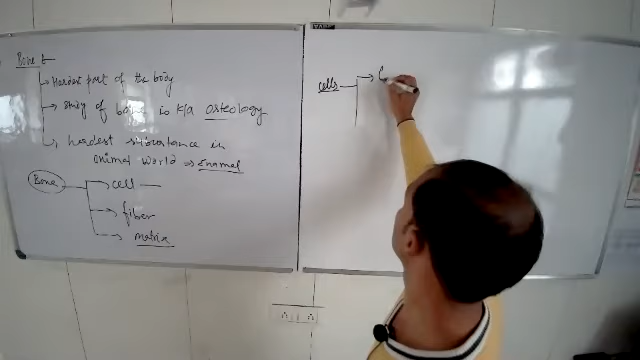 Bone
Hardest part of the body
Study of bone is K/a Osteology
hardest substance in
animal world => Enamel
Bone
cell
fiber
matrix
cells